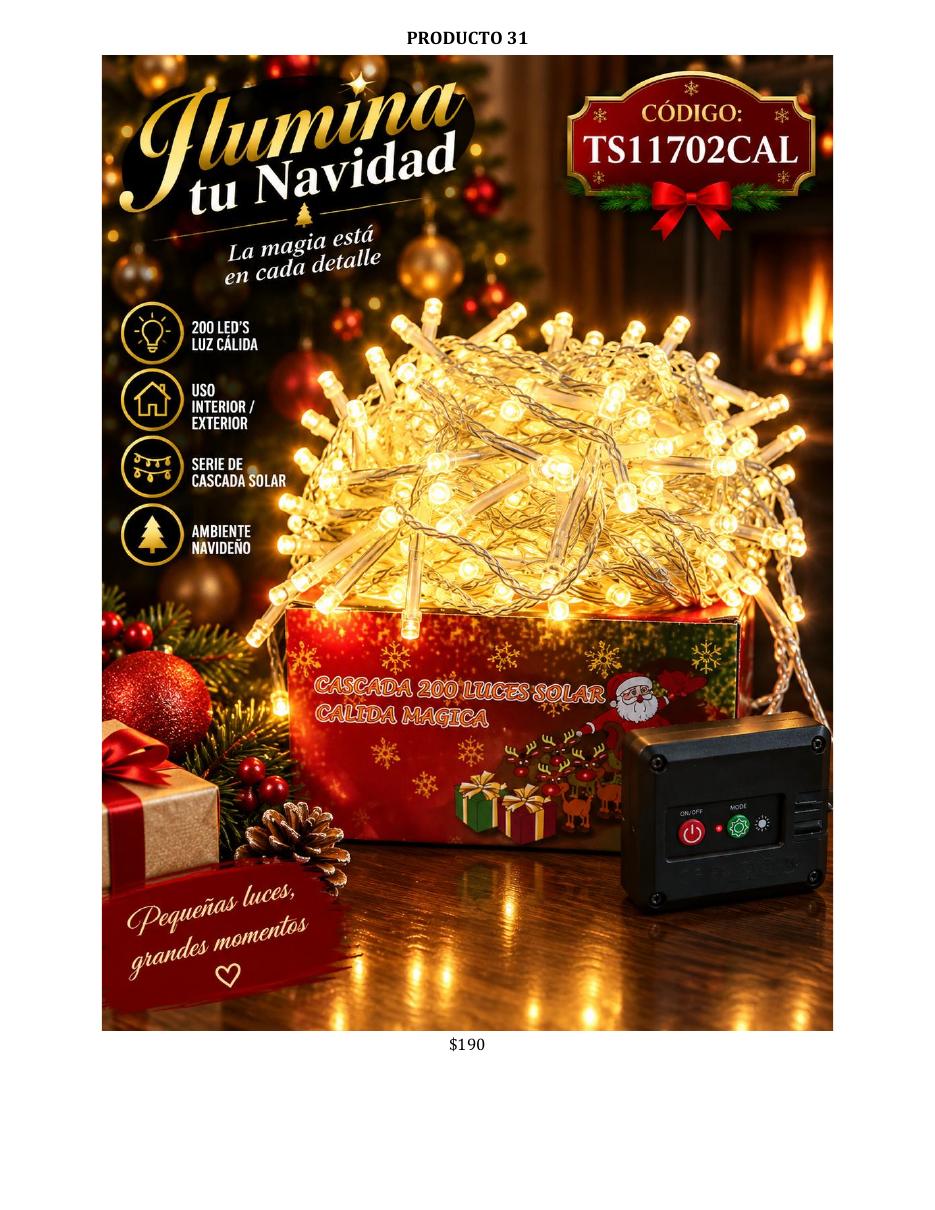 PRODUCTO 31
Ilumina
tu Navidad
La magia está
en cada detalle
CÓDIGO:
TS11702CAL
200 LED'S
LUZ CÁLIDA
USO
INTERIOR /
EXTERIOR
SERIE DE
CASCADA SOLAR
AMBIENTE
NAVIDEÑO
CASCADA 200 LUCES SOLAR
CALIDA MAGICA
ON/OFF
MODE
Pequeñas luces,
grandes momentos
$190